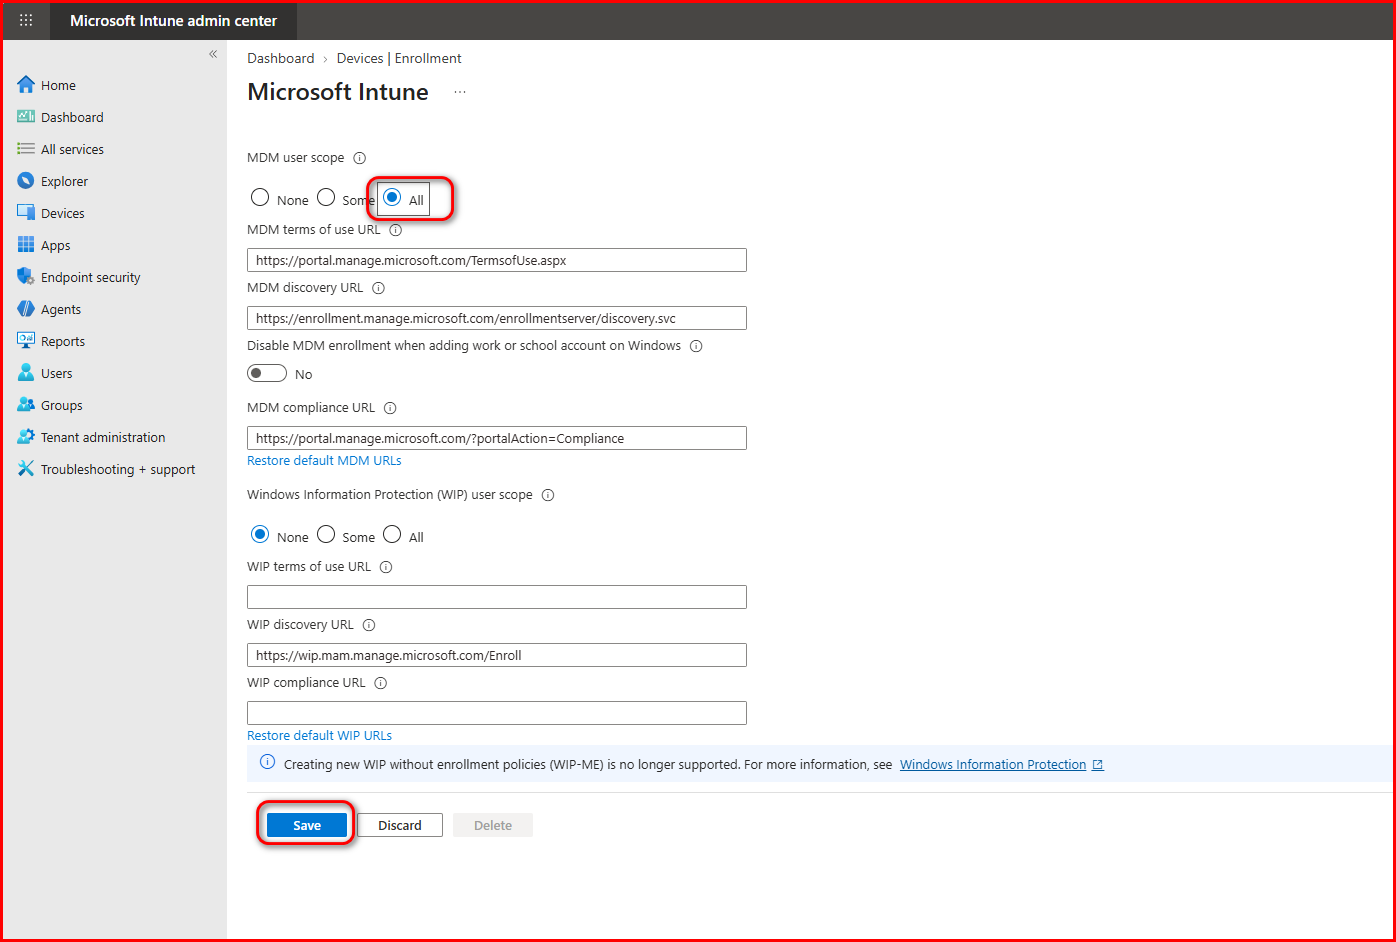 Microsoft Intune admin center
Dashboard › Devices | Enrollment
Microsoft Intune ...
Home
Dashboard
All services
Explorer
Devices
Apps
Endpoint security
Agents
Reports
Users
Groups
Tenant administration
Troubleshooting + support
MDM user scope
None Some All
MDM terms of use URL
https://portal.manage.microsoft.com/TermsofUse.aspx
MDM discovery URL
https://enrollment.manage.microsoft.com/enrollmentserver/discovery.svc
Disable MDM enrollment when adding work or school account on Windows
No
MDM compliance URL
https://portal.manage.microsoft.com/?portalAction=Compliance
Restore default MDM URLs
Windows Information Protection (WIP) user scope
None Some All
WIP terms of use URL
WIP discovery URL
https://wip.mam.manage.microsoft.com/Enroll
WIP compliance URL
Restore default WIP URLs
Creating new WIP without enrollment policies (WIP-ME) is no longer supported. For more information, see Windows Information Protection
Save Discard Delete